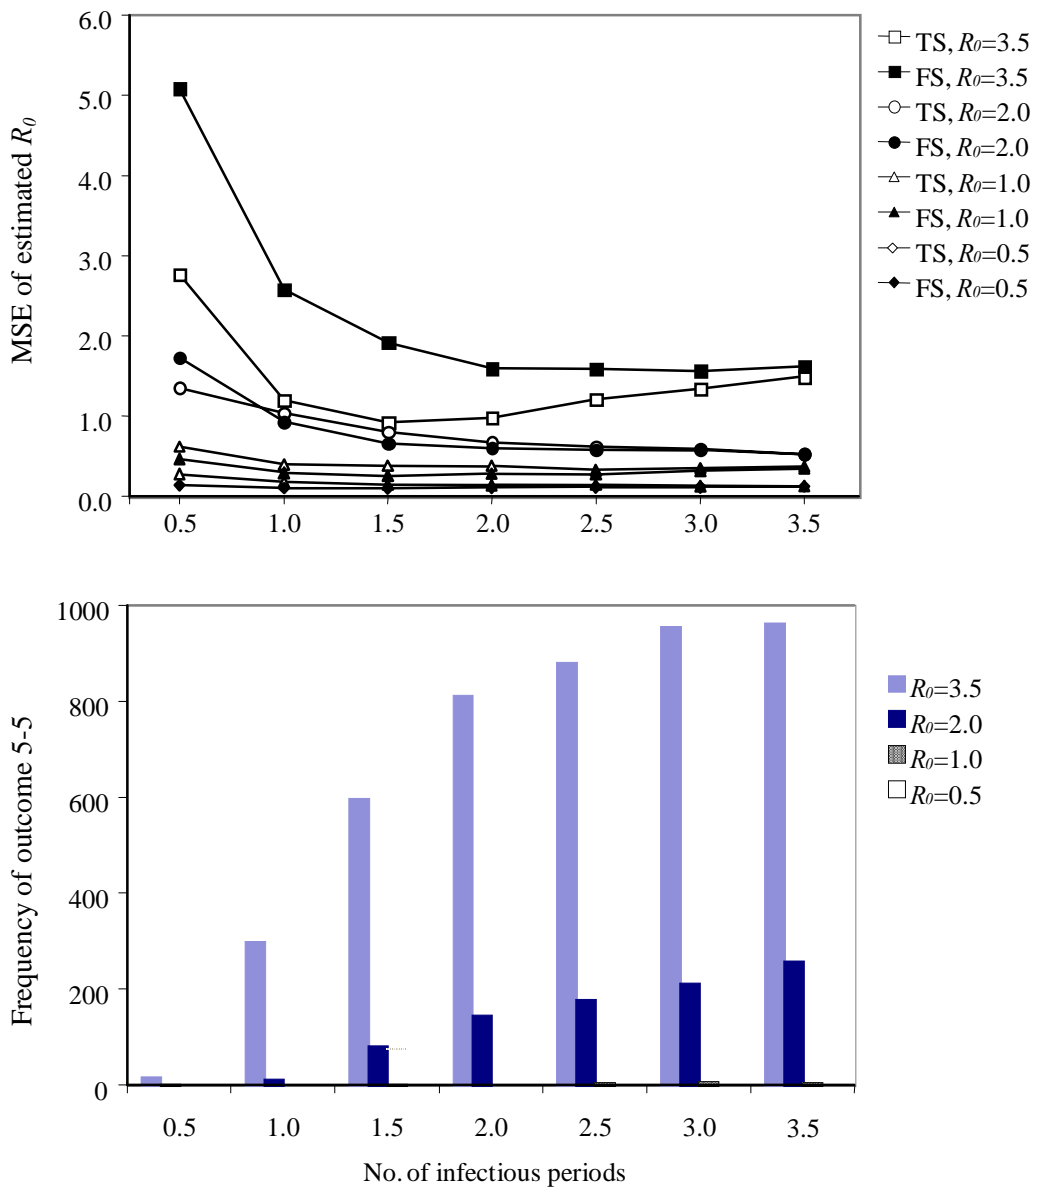 6.0
5.0
4.0
3.0
2.0
1.0
0.0
MSE of estimated R0
0.5 1.0 1.5 2.0 2.5 3.0 3.5
TS, R0=3.5
FS, R0=3.5
TS, R0=2.0
FS, R0=2.0
TS, R0=1.0
FS, R0=1.0
TS, R0=0.5
FS, R0=0.5
1000
800
600
400
200
0
Frequency of outcome 5-5
0.5 1.0 1.5 2.0 2.5 3.0 3.5
No. of infectious periods
R0=3.5
R0=2.0
R0=1.0
R0=0.5